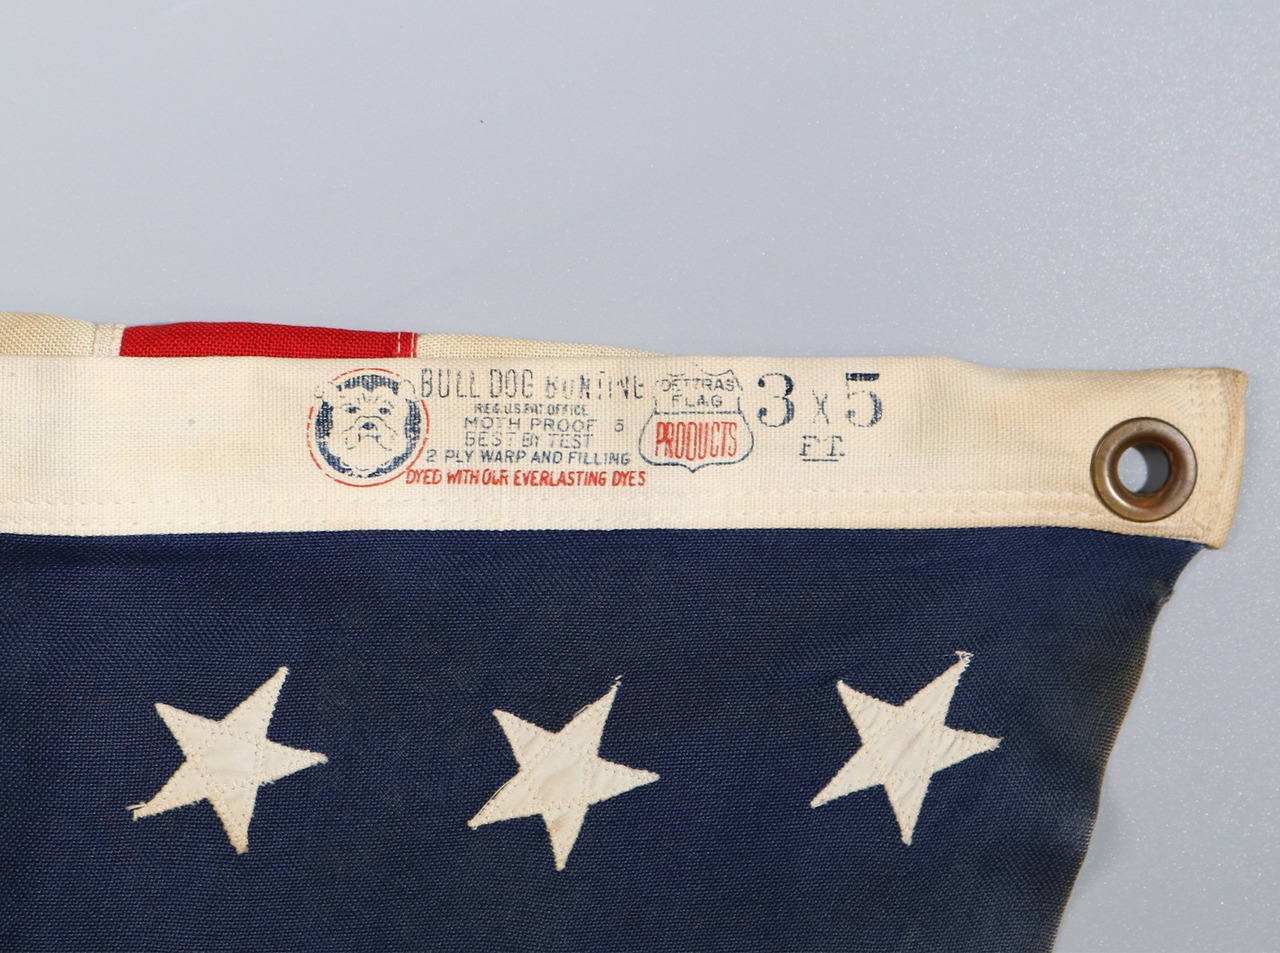 BULL DOG BUNTING
REG. U.S. PAT. OFFICE
MOTH PROOF 5
BEST BY TEST
2 PLY WARP AND FILLING
DYED WITH OUR EVERLASTING DYES
DETTRAS
FLAG
PRODUCTS
3 x 5
FT.